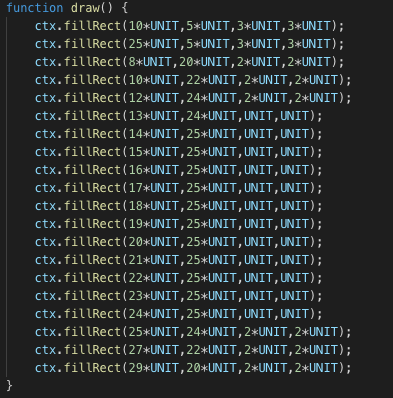 function draw() {
ctx.fillRect(10*UNIT,5*UNIT,3*UNIT,3*UNIT);
ctx.fillRect(25*UNIT,5*UNIT,3*UNIT,3*UNIT);
ctx.fillRect(8*UNIT,20*UNIT,2*UNIT,2*UNIT);
ctx.fillRect(10*UNIT,22*UNIT,2*UNIT,2*UNIT);
ctx.fillRect(12*UNIT,24*UNIT,2*UNIT,2*UNIT);
ctx.fillRect(13*UNIT,24*UNIT,UNIT,UNIT);
ctx.fillRect(14*UNIT,25*UNIT,UNIT,UNIT);
ctx.fillRect(15*UNIT,25*UNIT,UNIT,UNIT);
ctx.fillRect(16*UNIT,25*UNIT,UNIT,UNIT);
ctx.fillRect(17*UNIT,25*UNIT,UNIT,UNIT);
ctx.fillRect(18*UNIT,25*UNIT,UNIT,UNIT);
ctx.fillRect(19*UNIT,25*UNIT,UNIT,UNIT);
ctx.fillRect(20*UNIT,25*UNIT,UNIT,UNIT);
ctx.fillRect(21*UNIT,25*UNIT,UNIT,UNIT);
ctx.fillRect(22*UNIT,25*UNIT,UNIT,UNIT);
ctx.fillRect(23*UNIT,25*UNIT,UNIT,UNIT);
ctx.fillRect(24*UNIT,25*UNIT,UNIT,UNIT);
ctx.fillRect(25*UNIT,24*UNIT,2*UNIT,2*UNIT);
ctx.fillRect(27*UNIT,22*UNIT,2*UNIT,2*UNIT);
ctx.fillRect(29*UNIT,20*UNIT,2*UNIT,2*UNIT);
}